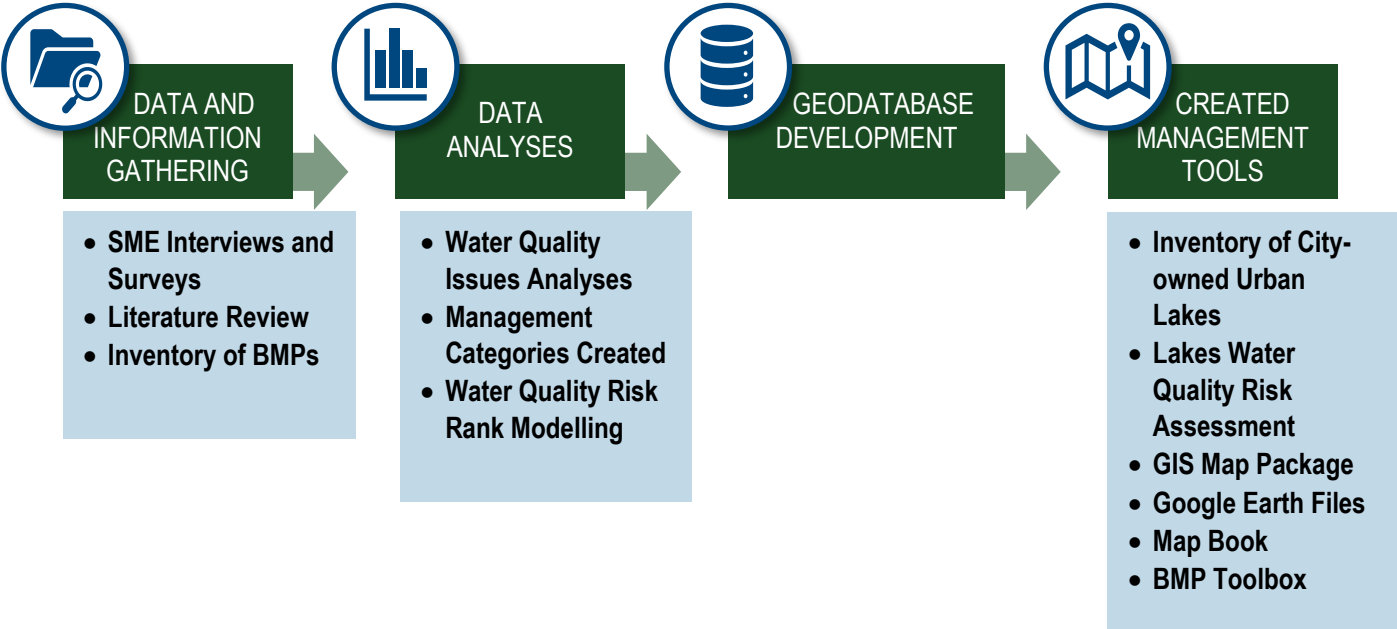 DATA AND
INFORMATION
GATHERING
• SME Interviews and
Surveys
• Literature Review
• Inventory of BMPs
DATA
ANALYSES
• Water Quality
Issues Analyses
• Management
Categories Created
• Water Quality Risk
Rank Modelling
GEODATABASE
DEVELOPMENT
CREATED
MANAGEMENT
TOOLS
• Inventory of City-
owned Urban
Lakes
• Lakes Water
Quality Risk
Assessment
• GIS Map Package
• Google Earth Files
• Map Book
• BMP Toolbox